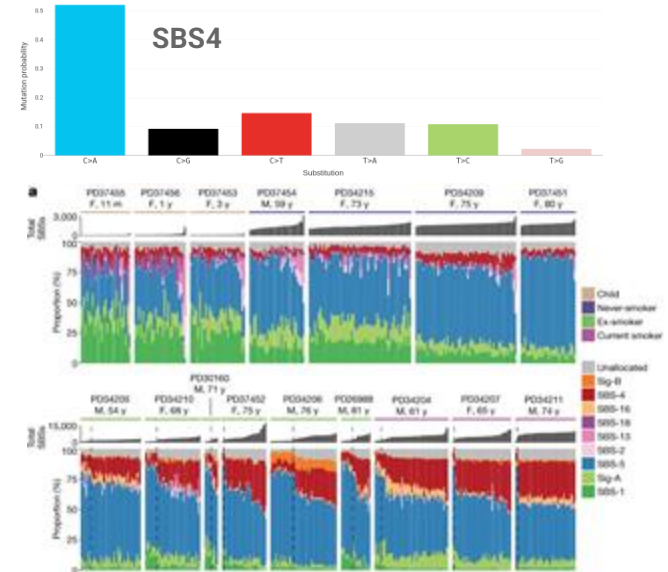 0.5
SBS4
0.4
0.3
0.2
0.1
0
Mutation probability
C>A C>G C>T T>A T>C T>G
Substitution
a
PD37455 PD37456 PD37453 PD37454 PD34215 PD34209 PD37451
F, 11 m F, 1 y F, 3 y M, 59 y F, 73 y F, 75 y F, 80 y
Total SBSs
3,000
0
Proportion (%)
100
75
50
25
0
Child
Never-smoker
Ex-smoker
Current smoker
PD30160
M, 71 y
PD34205 PD34210 PD37452 PD34206 PD26988 PD34204 PD34207 PD34211
M, 54 y F, 68 y F, 75 y M, 76 y M, 81 y M, 61 y F, 65 y M, 74 y
Total SBSs
15,000
0
Proportion (%)
100
75
50
25
0
Unallocated
Sig-B
SBS-4
SBS-16
SBS-18
SBS-13
SBS-2
SBS-5
Sig-A
SBS-1